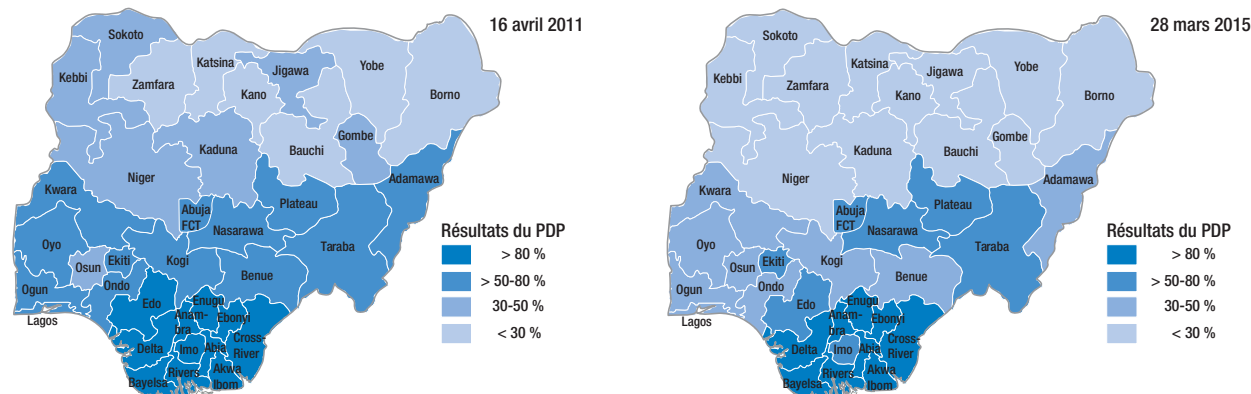 16 avril 2011
Sokoto
Kebbi
Zamfara
Katsina
Kano
Jigawa
Yobe
Borno
Gombe
Bauchi
Kaduna
Niger
Adamawa
Kwara
Abuja
FCT
Plateau
Nasarawa
Taraba
Oyo
Osun
Ekiti
Kogi
Benue
Ogun
Ondo
Lagos
Edo
Enugu
Anam-
bra
Ebonyi
Delta
Imo
Abia
Cross-
River
Bayelsa
Rivers
Akwa
Ibom
Résultats du PDP
> 80 %
> 50-80 %
30-50 %
< 30 %
28 mars 2015
Sokoto
Kebbi
Zamfara
Katsina
Kano
Jigawa
Yobe
Borno
Gombe
Bauchi
Kaduna
Niger
Adamawa
Kwara
Abuja
FCT
Plateau
Nasarawa
Taraba
Oyo
Osun
Ekiti
Kogi
Benue
Ogun
Ondo
Lagos
Edo
Enugu
Anam-
bra
Ebonyi
Delta
Imo
Abia
Cross-
River
Bayelsa
Rivers
Akwa
Ibom
Résultats du PDP
> 80 %
> 50-80 %
30-50 %
< 30 %